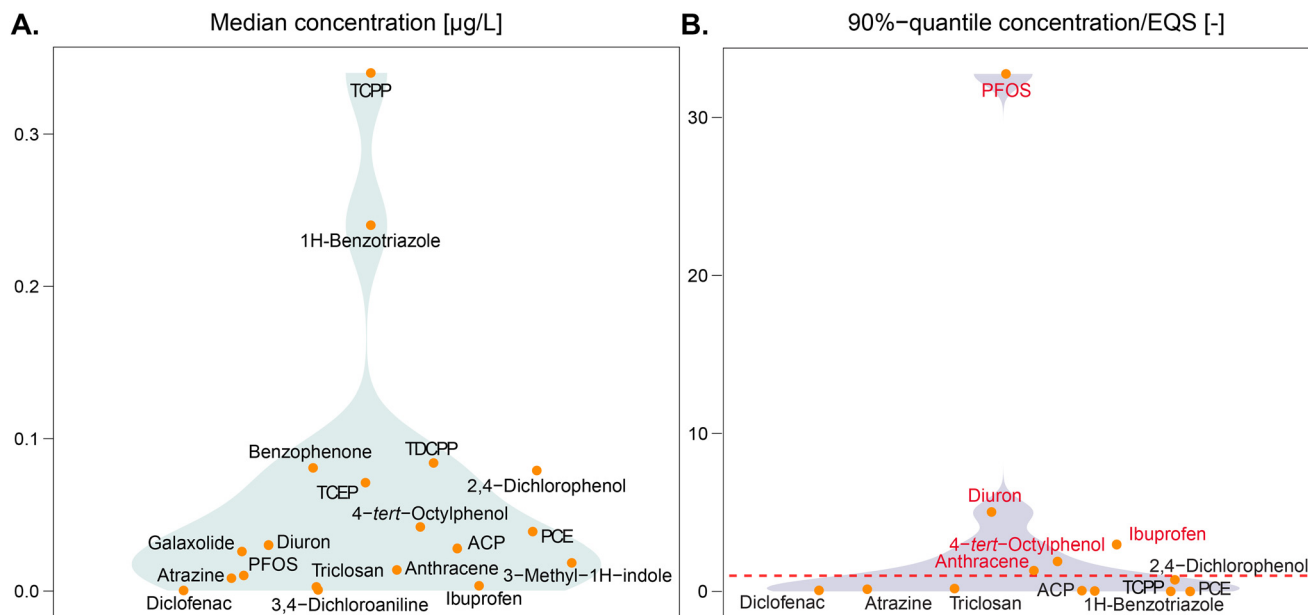 A.
Median concentration [µg/L]
0.3
0.2
0.1
0.0
TCPP
1H-Benzotriazole
Benzophenone
TDCPP
TCEP
2,4−Dichlorophenol
4−tert−Octylphenol
Galaxolide
Diuron
ACP
PCE
Atrazine
PFOS
Triclosan
Anthracene
3−Methyl−1H−indole
Diclofenac
3,4−Dichloroaniline
Ibuprofen
B.
90%−quantile concentration/EQS [-]
30
20
10
0
PFOS
Diuron
Ibuprofen
4−tert−Octylphenol
Anthracene
2,4−Dichlorophenol
Diclofenac
Atrazine
Triclosan
ACP
TCPP
PCE
1H−Benzotriazole